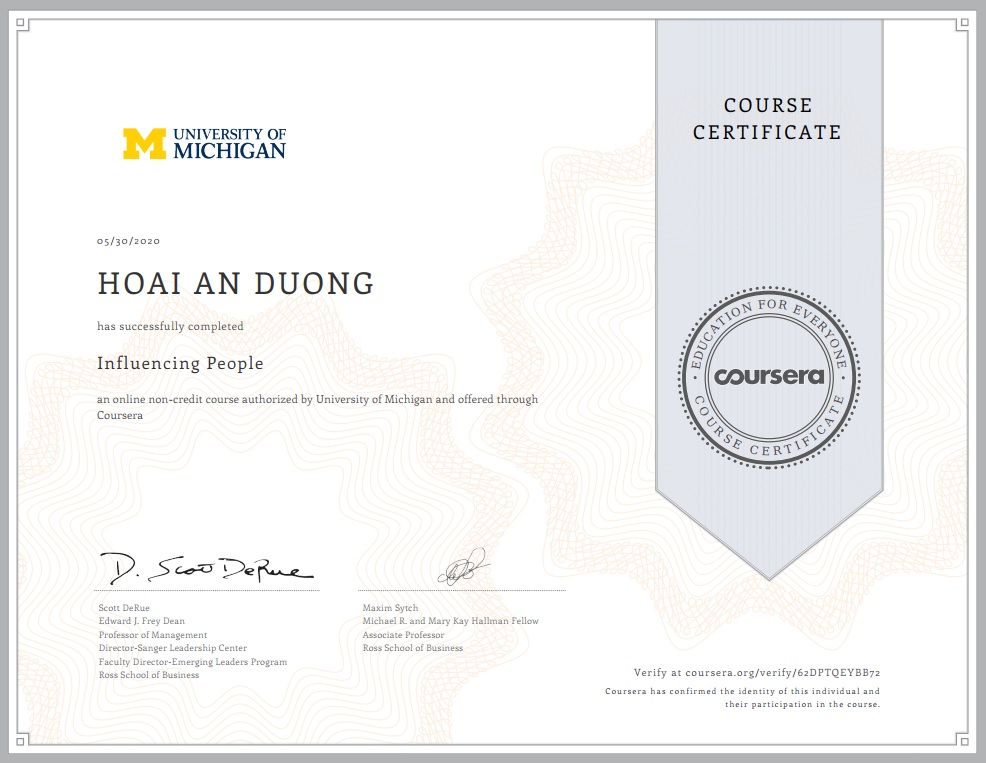 COURSE
CERTIFICATE
UNIVERSITY OF
MICHIGAN
05/30/2020
HOAI AN DUONG
has successfully completed
Influencing People
an online non-credit course authorized by University of Michigan and offered through
Coursera
EDUCATION FOR EVERYONE
coursera
COURSE CERTIFICATE
D. Scott DeRue
Scott DeRue
Edward J. Frey Dean
Professor of Management
Director-Sanger Leadership Center
Faculty Director-Emerging Leaders Program
Ross School of Business
Maxim Sytch
Michael R. and Mary Kay Hallman Fellow
Associate Professor
Ross School of Business
Verify at coursera.org/verify/62DPTQEYBB72
Coursera has confirmed the identity of this individual and
their participation in the course.